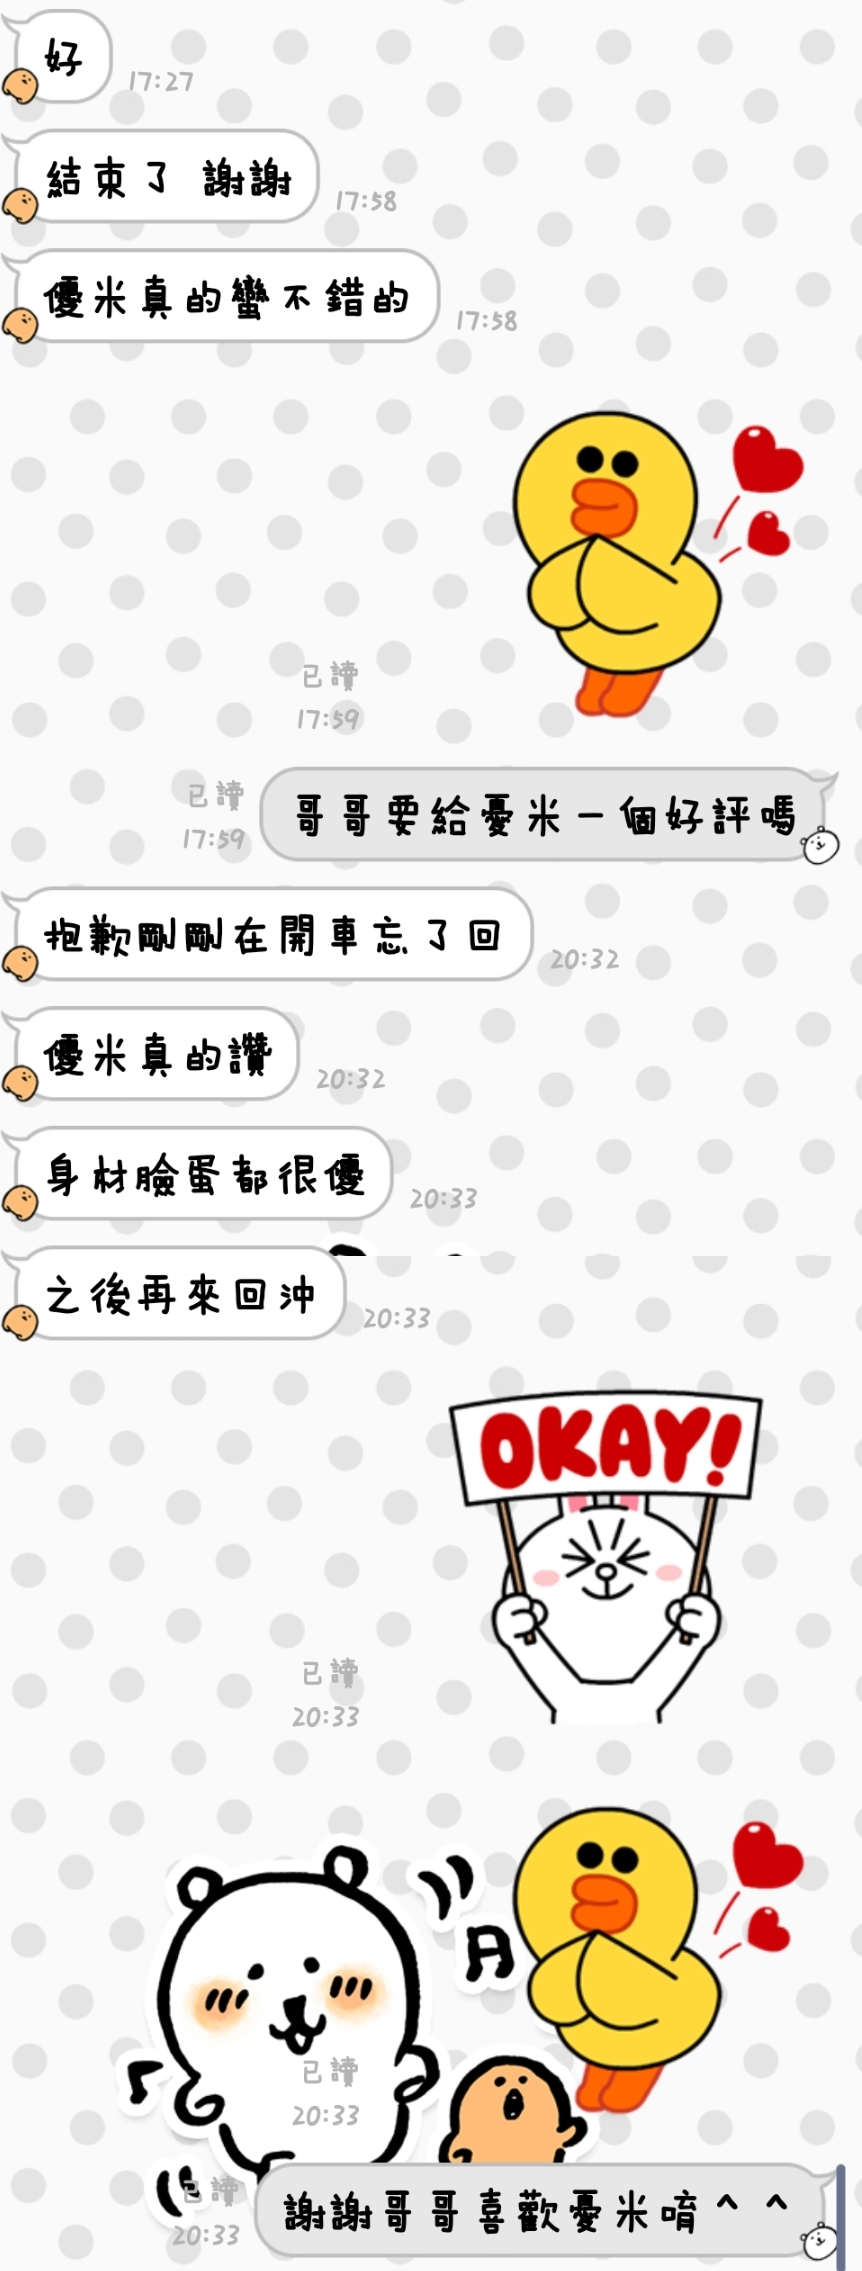 好
17:27
結束了 謝謝
17:58
優米真的蠻不錯的
17:58
已讀
17:59
已讀
17:59
哥哥要給憂米一個好評嗎
抱歉剛剛在開車忘了回
20:32
優米真的讚
20:32
身材臉蛋都很優
20:33
之後再來回沖
20:33
OKAY!
已讀
20:33
已讀
20:33
已讀
20:33
謝謝哥哥喜歡憂米唷^ ^